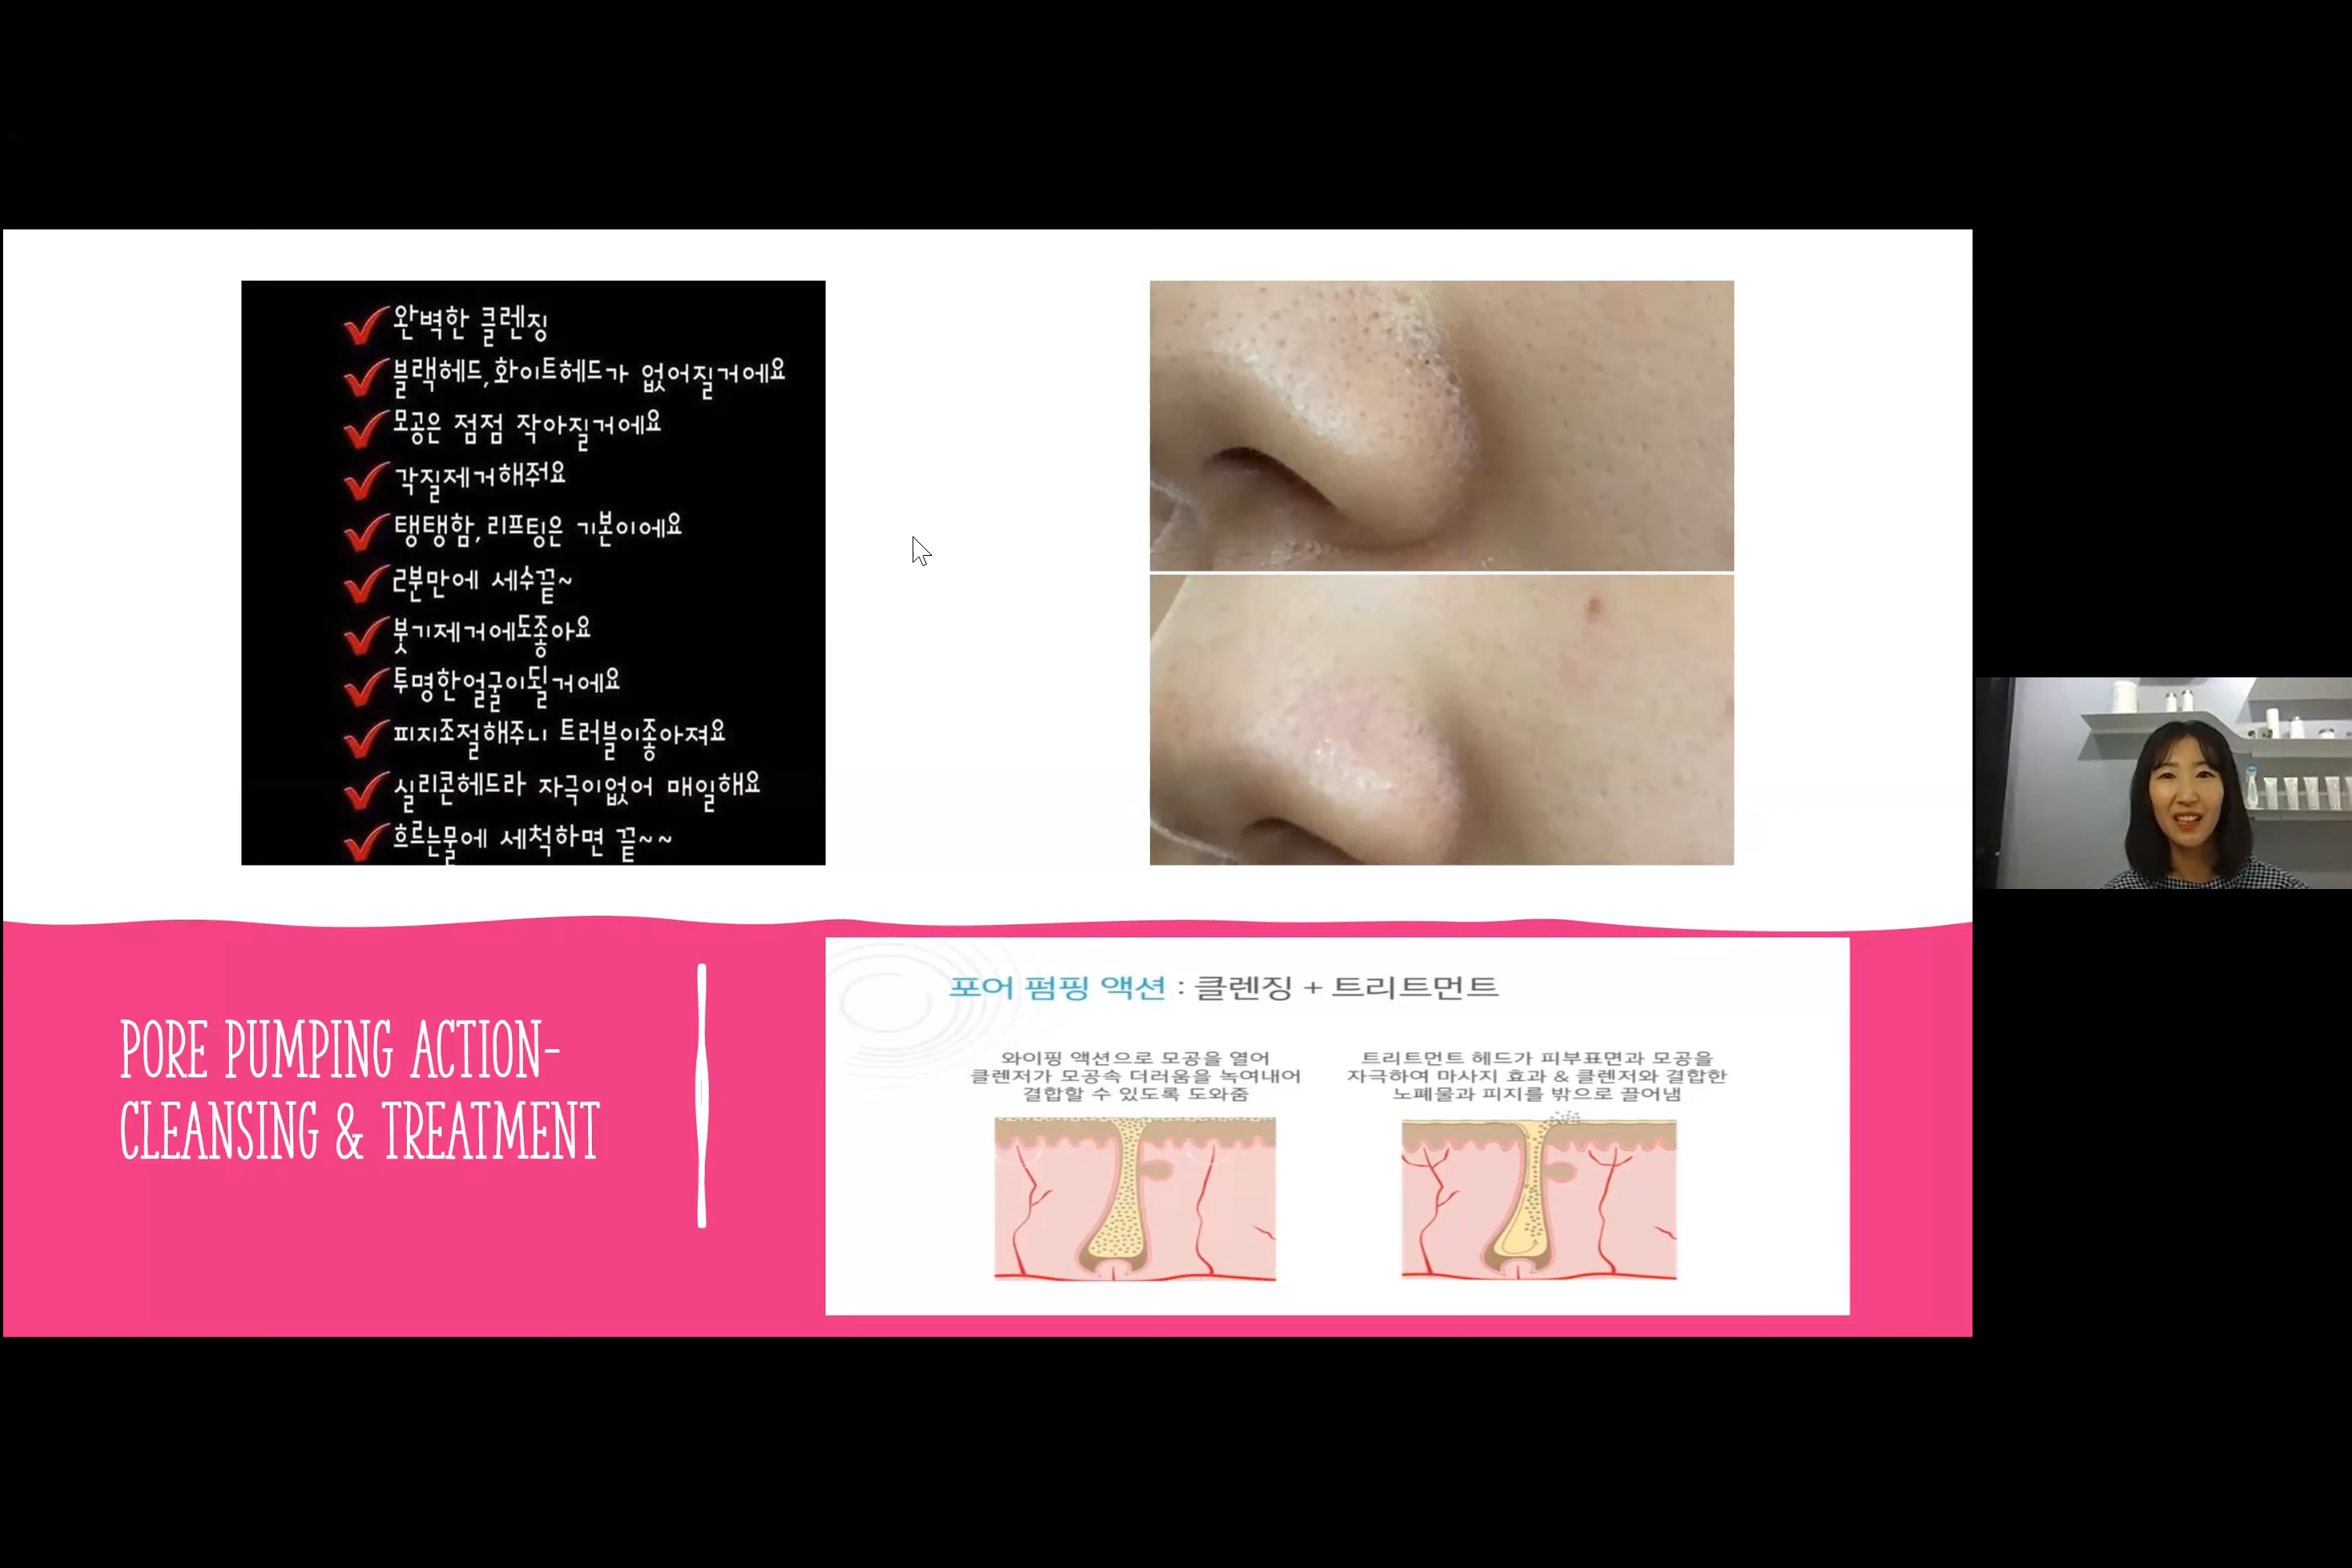 완벽한 클렌징
블랙헤드,화이트헤드가 없어질거에요
모공은 점점 작아질거에요
각질제거해줘요
탱탱함,리프팅은 기본이에요
2분만에 세수끝~
붓기제거에도좋아요
투명한얼굴이될거에요
피지조절해주니 트러블이좋아져요
실리콘헤드라 자극이없어 매일해요
흐르는물에 세척하면 끝~~
PORE PUMPING ACTION-
CLEANSING & TREATMENT
포어 펌핑 액션 : 클렌징 + 트리트먼트
와이핑 액션으로 모공을 열어
클렌저가 모공속 더러움을 녹여내어
결합할 수 있도록 도와줌
트리트먼트 헤드가 피부표면과 모공을
자극하여 마사지 효과 & 클렌저와 결합한
노폐물과 피지를 밖으로 끌어냄